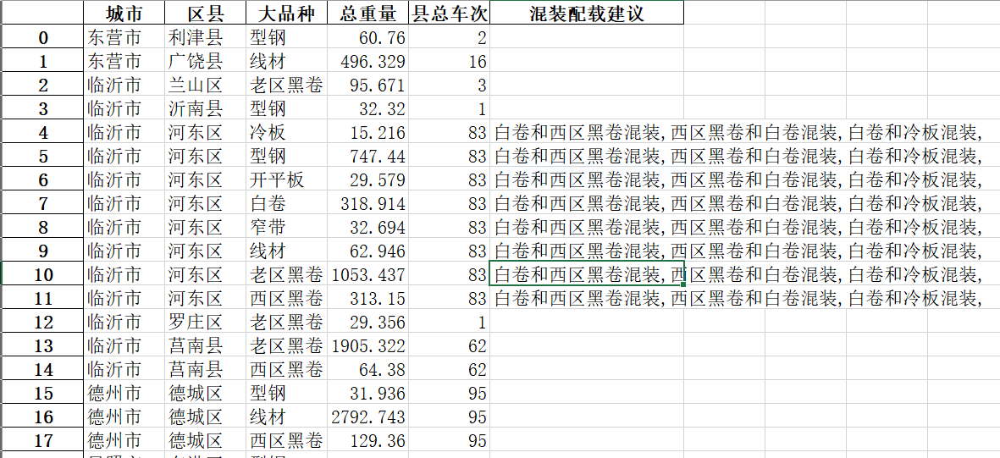 城市 区县 大品种 总重量 县总车次 混装配载建议
0 东营市 利津县 型钢 60.76 2
1 东营市 广饶县 线材 496.329 16
2 临沂市 兰山区 老区黑卷 95.671 3
3 临沂市 沂南县 型钢 32.32 1
4 临沂市 河东区 冷板 15.216 83 白卷和西区黑卷混装,西区黑卷和白卷混装,白卷和冷板混装,
5 临沂市 河东区 型钢 747.44 83 白卷和西区黑卷混装,西区黑卷和白卷混装,白卷和冷板混装,
6 临沂市 河东区 开平板 29.579 83 白卷和西区黑卷混装,西区黑卷和白卷混装,白卷和冷板混装,
7 临沂市 河东区 白卷 318.914 83 白卷和西区黑卷混装,西区黑卷和白卷混装,白卷和冷板混装,
8 临沂市 河东区 窄带 32.694 83 白卷和西区黑卷混装,西区黑卷和白卷混装,白卷和冷板混装,
9 临沂市 河东区 线材 62.946 83 白卷和西区黑卷混装,西区黑卷和白卷混装,白卷和冷板混装,
10 临沂市 河东区 老区黑卷 1053.437 83 白卷和西区黑卷混装,西区黑卷和白卷混装,白卷和冷板混装,
11 临沂市 河东区 西区黑卷 313.15 83 白卷和西区黑卷混装,西区黑卷和白卷混装,白卷和冷板混装,
12 临沂市 罗庄区 老区黑卷 29.356 1
13 临沂市 莒南县 老区黑卷 1905.322 62
14 临沂市 莒南县 西区黑卷 64.38 62
15 德州市 德城区 型钢 31.936 95
16 德州市 德城区 线材 2792.743 95
17 德州市 德城区 西区黑卷 129.36 95